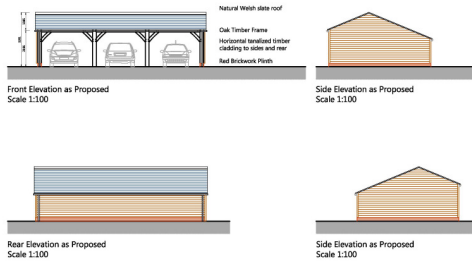 Natural Welsh slate roof
Oak Timber Frame
Horizontal tanalized timber
cladding to sides and rear
Red Brickwork Plinth
Front Elevation as Proposed
Scale 1:100
Side Elevation as Proposed
Scale 1:100
Rear Elevation as Proposed
Scale 1:100
Side Elevation as Proposed
Scale 1:100